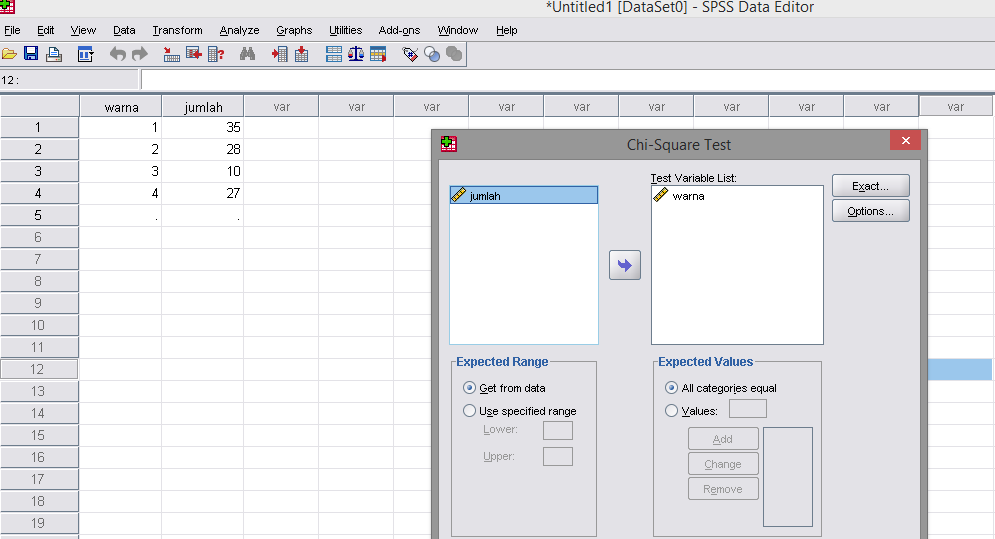 *Untitled1 [DataSet0] - SPSS Data Editor
File Edit View Data Transform Analyze Graphs Utilities Add-ons Window Help
12:
warna jumlah var var var var var var var var var var
1 1 35
2 2 28
3 3 10
4 4 27
5 . .
6
7
8
9
10
11
12
13
14
15
16
17
18
19
Chi-Square Test
Test Variable List:
jumlah
warna
Exact...
Options...
Expected Range
Get from data
Use specified range
Lower:
Upper:
Expected Values
All categories equal
Values:
Add
Change
Remove